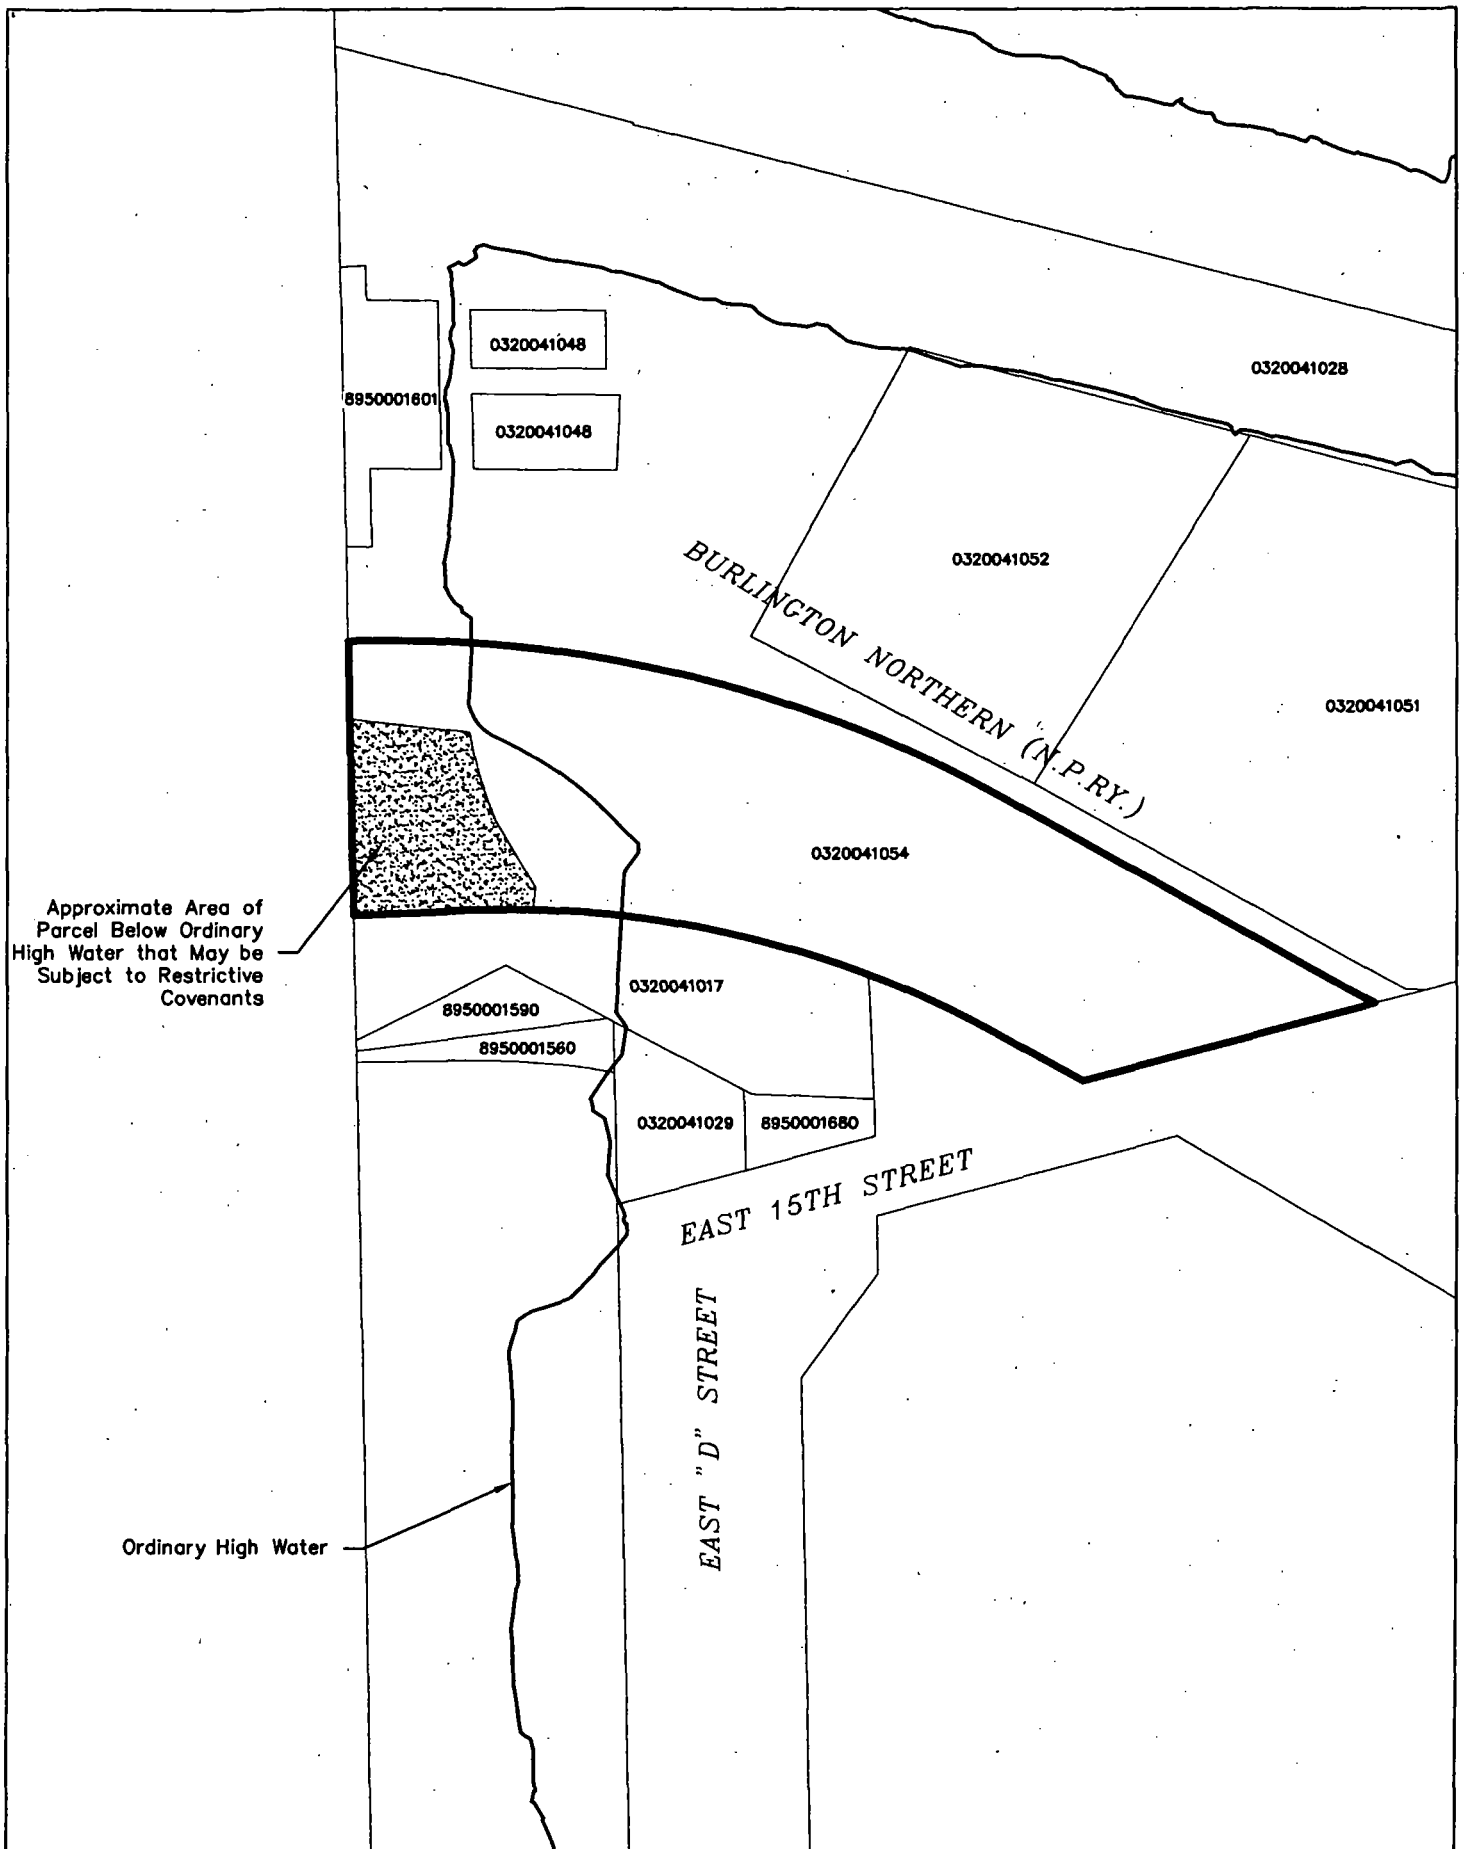 0320041048
0320041028
8950001601
0320041048
0320041052
BURLINGTON NORTHERN (N.P.RY.)
0320041051
0320041054
Approximate Area of
Parcel Below Ordinary
High Water that May be
Subject to Restrictive
Covenants
0320041017
8950001590
8950001560
0320041029
8950001680
EAST 15TH STREET
EAST "D" STREET
Ordinary High Water